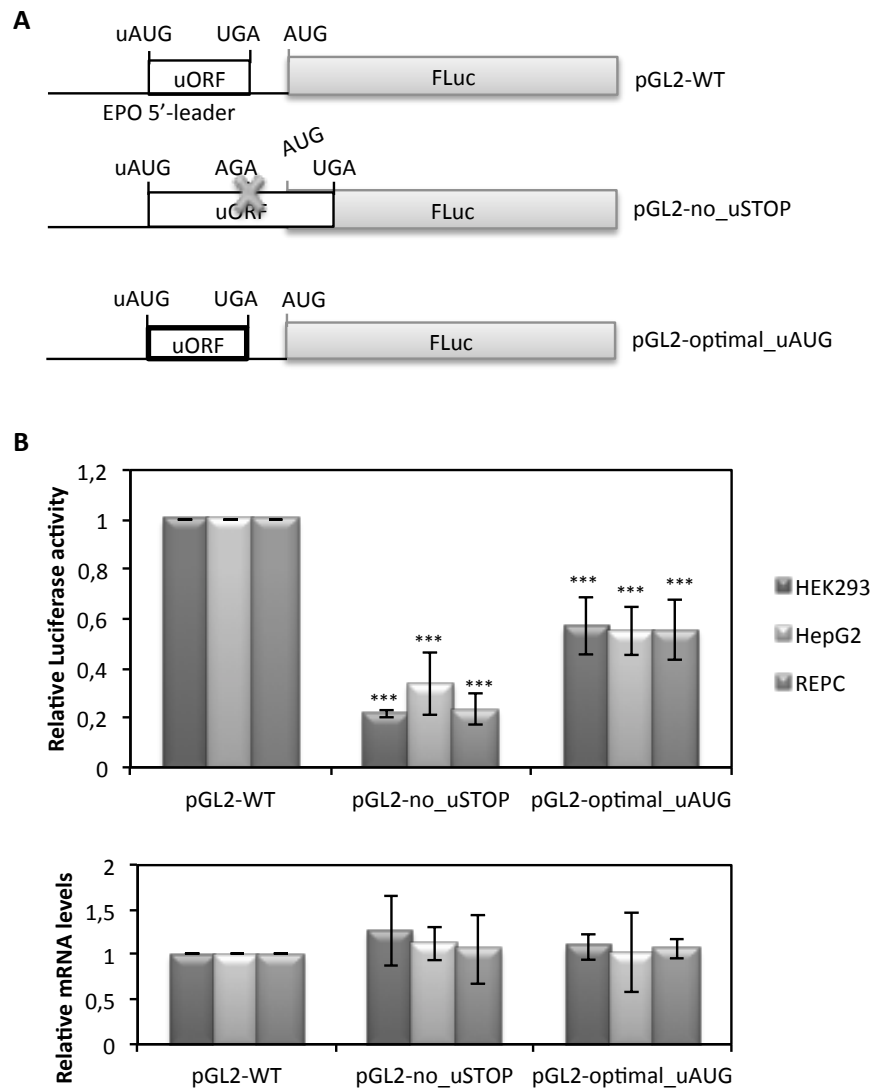 A
uAUG UGA AUG
uORF FLuc pGL2-WT
EPO 5’-leader
uAUG AGA AUG UGA
uORF FLuc pGL2-no_uSTOP
uAUG UGA AUG
uORF FLuc pGL2-optimal_uAUG
B
Relative Luciferase activity
1,2
1
0,8
0,6
0,4
0,2
0
*** *** *** *** *** ***
pGL2-WT pGL2-no_uSTOP pGL2-optimal_uAUG
HEK293
HepG2
REPC
Relative mRNA levels
2
1,5
1
0,5
0
pGL2-WT pGL2-no_uSTOP pGL2-optimal_uAUG